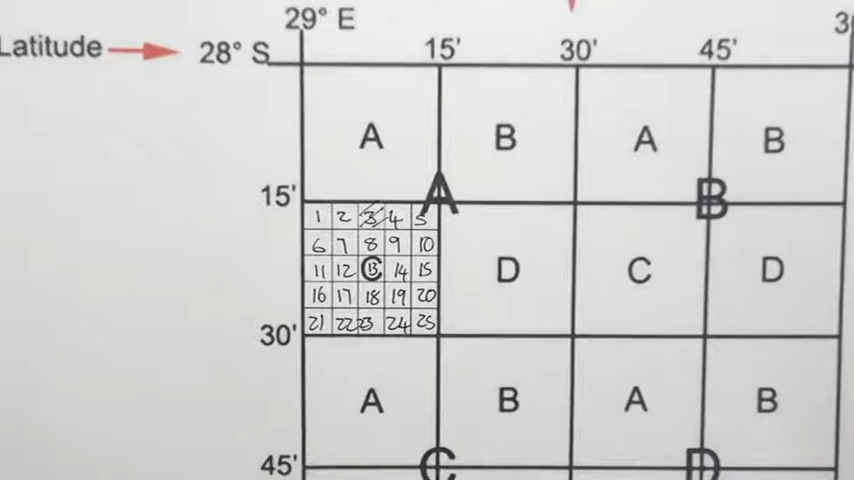 29° E
Latitude 28° S 15' 30' 45' 3
A B A B
15' A B
1 2 3 4 5
6 7 8 9 10
11 12 13 14 15
C D C D
16 17 18 19 20
21 22 23 24 25
30'
A B A B
45' C D